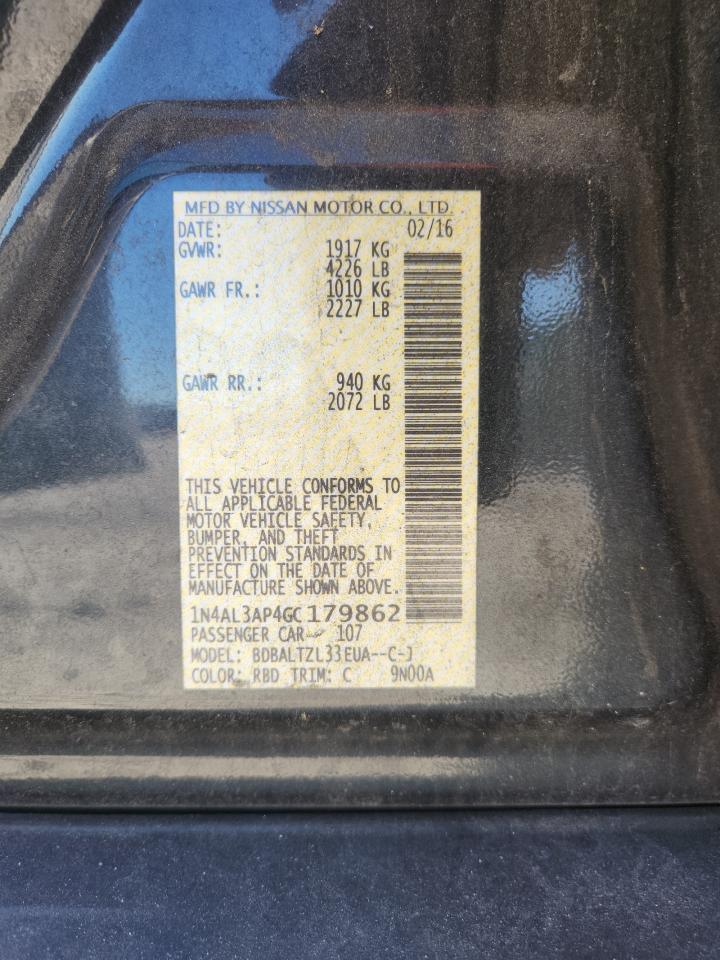 MFD BY NISSAN MOTOR CO., LTD.
DATE: 02/16
GVWR: 1917 KG
4226 LB
GAWR FR.: 1010 KG
2227 LB
GAWR RR.: 940 KG
2072 LB
THIS VEHICLE CONFORMS TO
ALL APPLICABLE FEDERAL
MOTOR VEHICLE SAFETY,
BUMPER, AND THEFT
PREVENTION STANDARDS IN
EFFECT ON THE DATE OF
MANUFACTURE SHOWN ABOVE.
1N4AL3AP4GC179862
PASSENGER CAR 107
MODEL: BDBALTZL33EUA--C-J
COLOR: RBD TRIM: C 9N00A